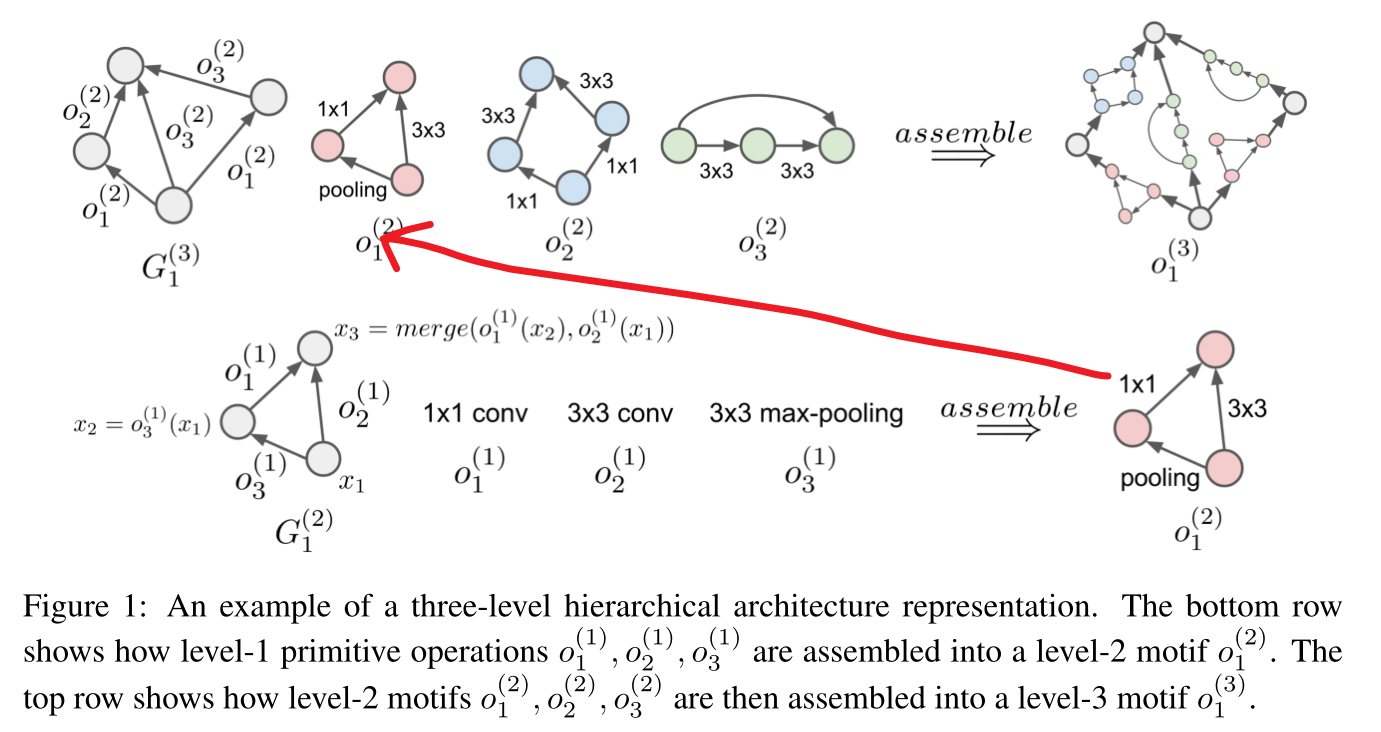 o_3^{(2)}
o_2^{(2)}
o_3^{(2)}
o_1^{(2)}
o_1^{(2)}
G_1^{(3)}
1x1
3x3
pooling
o_1^{(2)}
3x3
3x3
1x1
1x1
o_2^{(2)}
3x3 3x3
o_3^{(2)}
assemble
⟹
o_1^{(3)}
x_3 = merge(o_1^{(1)}(x_2), o_2^{(1)}(x_1))
o_1^{(1)}
o_2^{(1)}
x_2 = o_3^{(1)}(x_1)
o_3^{(1)}
x_1
G_1^{(2)}
1x1 conv 3x3 conv 3x3 max-pooling
o_1^{(1)} o_2^{(1)} o_3^{(1)}
assemble
⟹
1x1
3x3
pooling
o_1^{(2)}
Figure 1: An example of a three-level hierarchical architecture representation. The bottom row
shows how level-1 primitive operations o_1^{(1)}, o_2^{(1)}, o_3^{(1)} are assembled into a level-2 motif o_1^{(2)}. The
top row shows how level-2 motifs o_1^{(2)}, o_2^{(2)}, o_3^{(2)} are then assembled into a level-3 motif o_1^{(3)}.